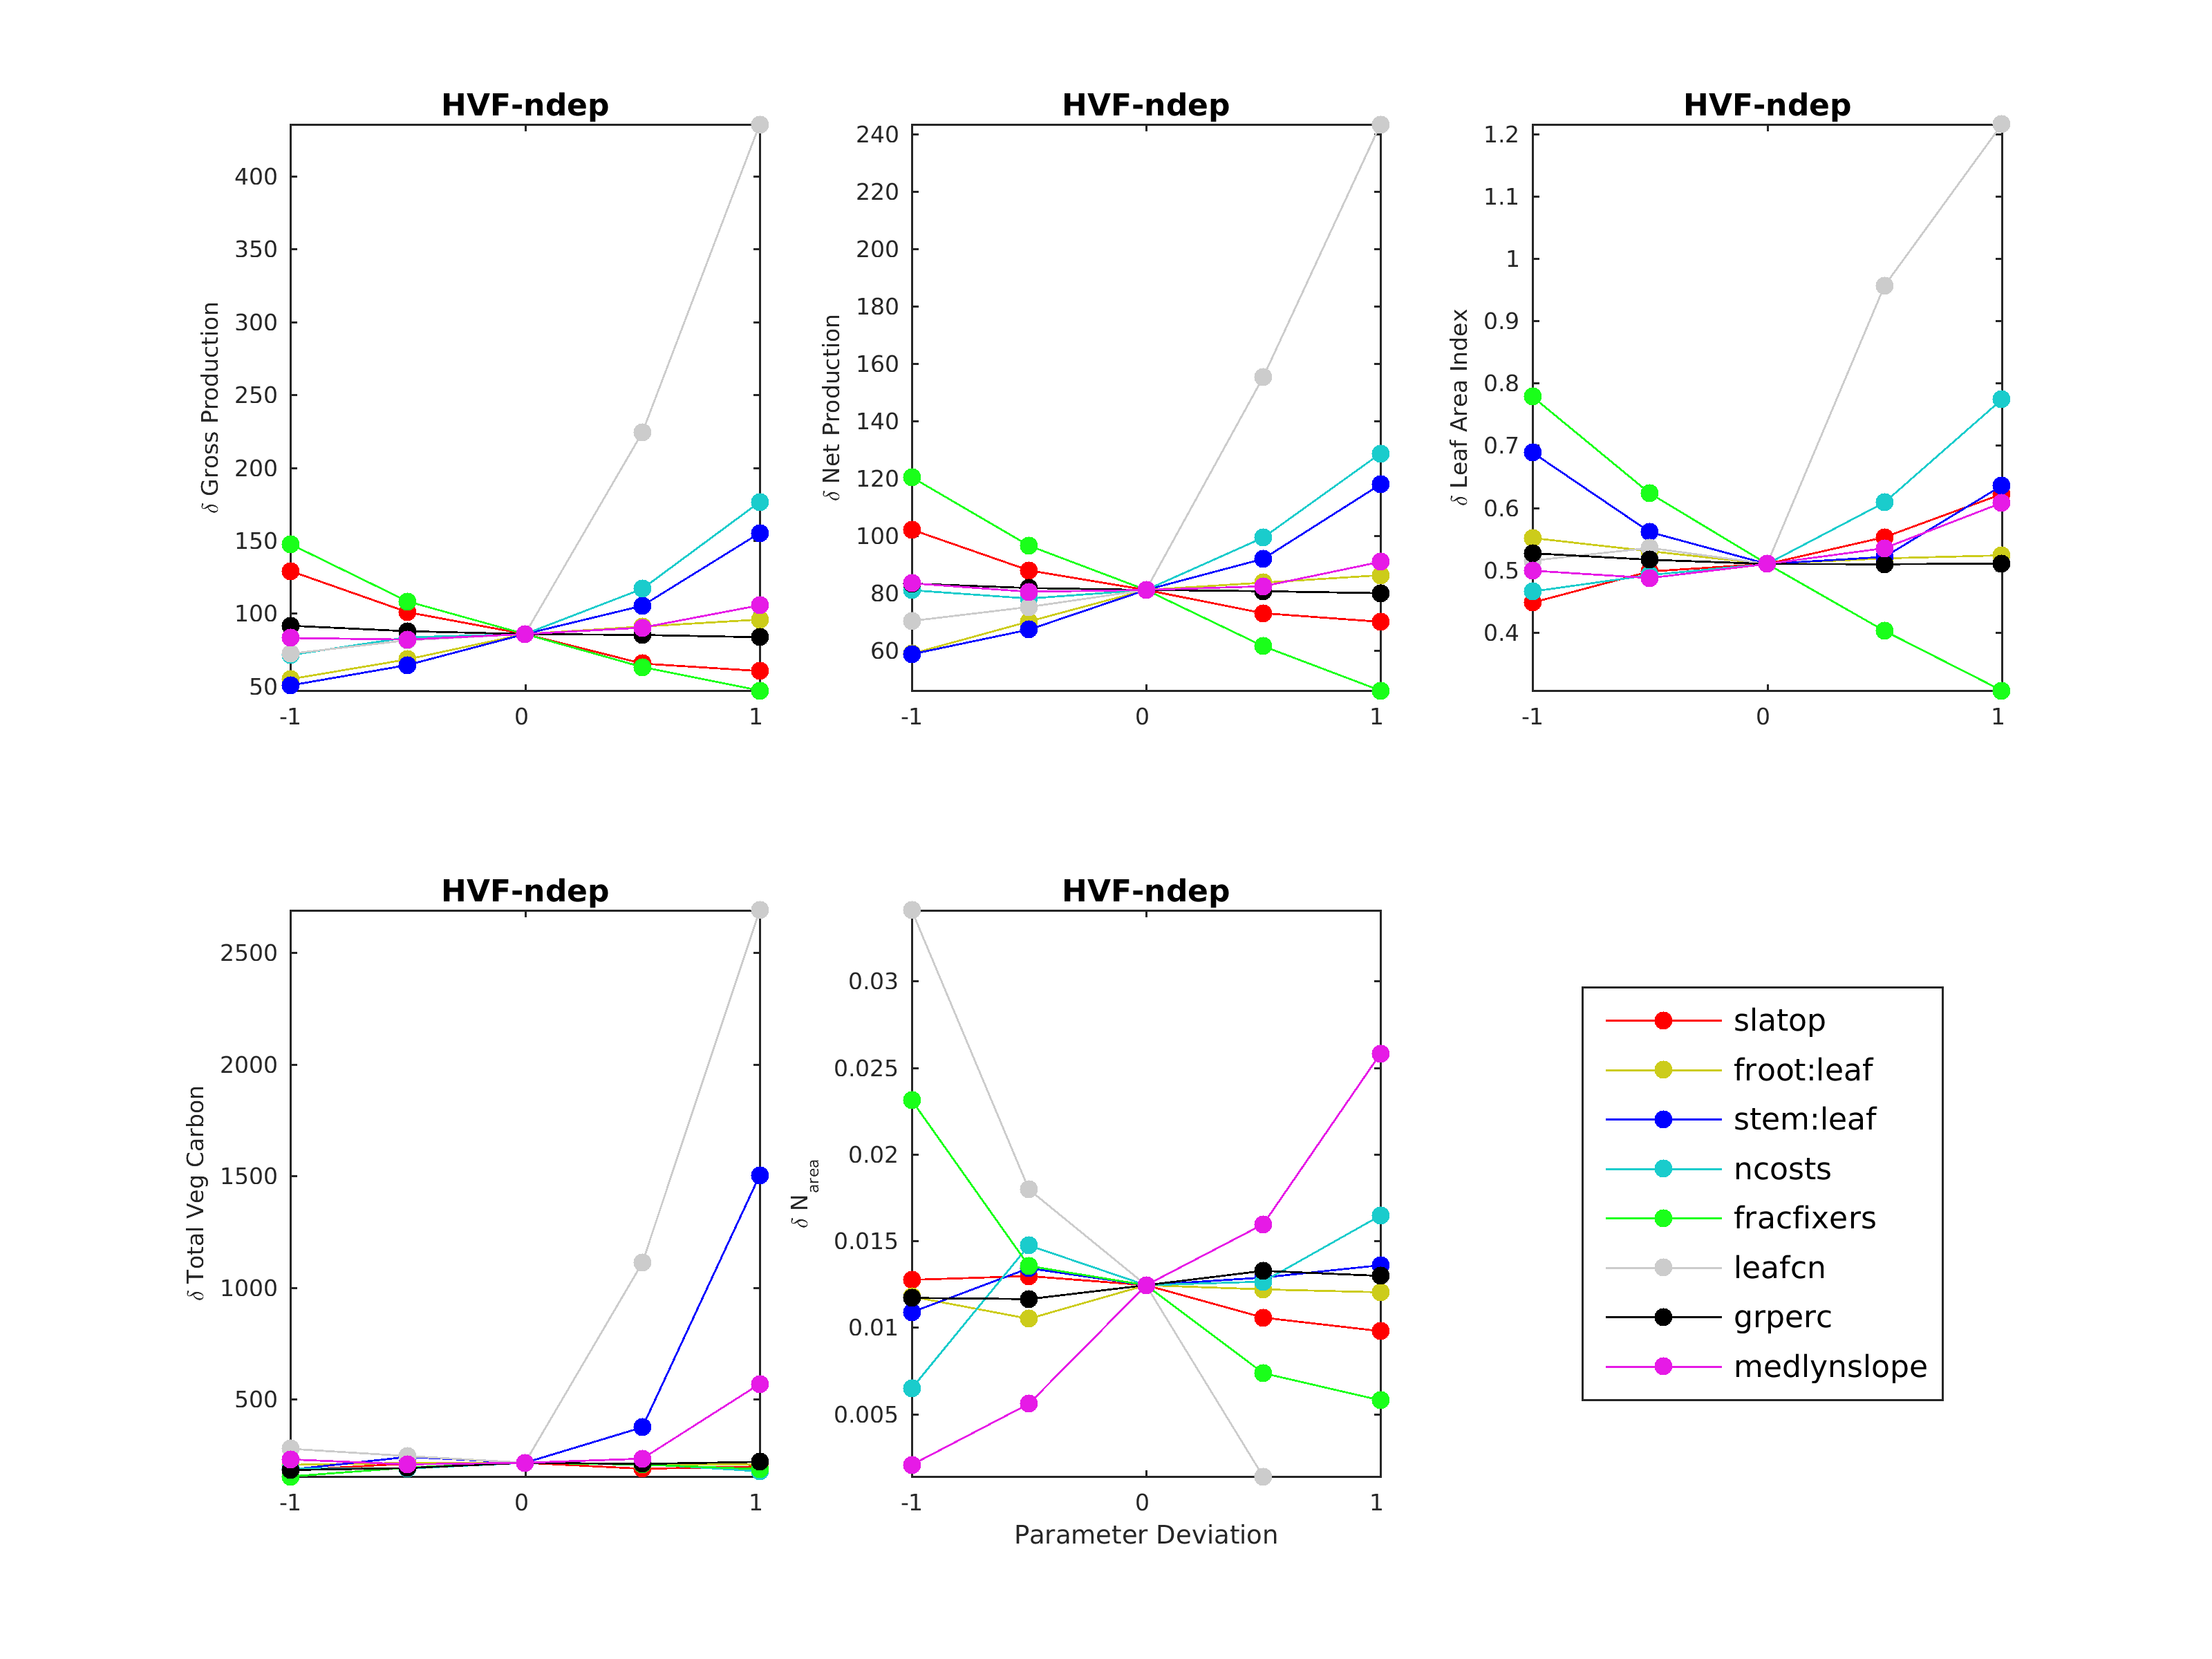 HVF-ndep
δ Gross Production
400
350
300
250
200
150
100
50
-1 0 1
HVF-ndep
δ Net Production
240
220
200
180
160
140
120
100
80
60
-1 0 1
HVF-ndep
δ Leaf Area Index
1.2
1.1
1
0.9
0.8
0.7
0.6
0.5
0.4
-1 0 1
HVF-ndep
δ Total Veg Carbon
2500
2000
1500
1000
500
-1 0 1
HVF-ndep
δ N area
0.03
0.025
0.02
0.015
0.01
0.005
-1 0 1
Parameter Deviation
slatop
froot:leaf
stem:leaf
ncosts
fracfixers
leafcn
grperc
medlynslope